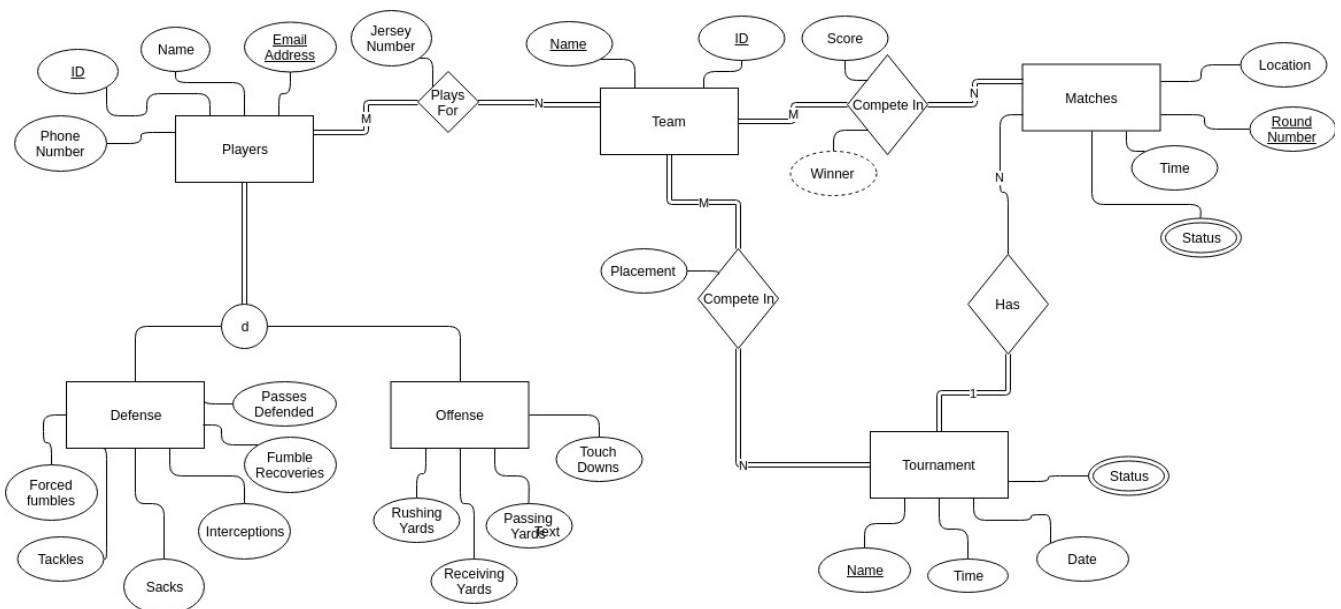 Jersey
Number
Name
Email
Address
ID
Phone
Number
Players
M
Plays
For
N
Name
ID
Team
Score
M
Compete In
N
Winner
Matches
Location
Round
Number
Time
Status
N
Has
1
M
Placement
Compete In
N
d
Defense
Passes
Defended
Fumble
Recoveries
Forced
fumbles
Tackles
Sacks
Interceptions
Offense
Touch
Downs
Rushing
Yards
Passing
Yards
Text
Receiving
Yards
Tournament
Status
Name
Time
Date